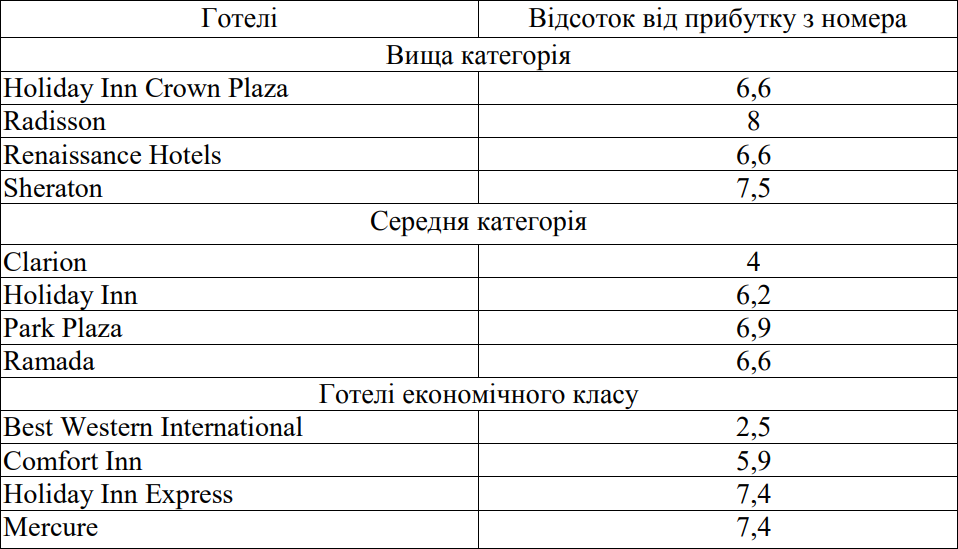 Готелі Відсоток від прибутку з номера
Вища категорія
Holiday Inn Crown Plaza 6,6
Radisson 8
Renaissance Hotels 6,6
Sheraton 7,5
Середня категорія
Clarion 4
Holiday Inn 6,2
Park Plaza 6,9
Ramada 6,6
Готелі економічного класу
Best Western International 2,5
Comfort Inn 5,9
Holiday Inn Express 7,4
Mercure 7,4